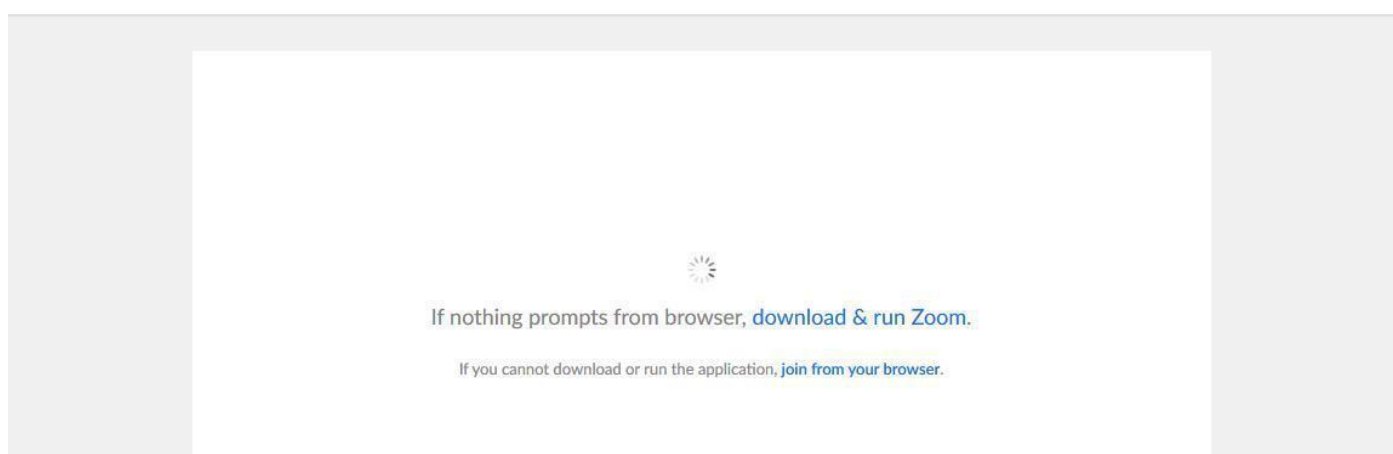 If nothing prompts from browser, download & run Zoom.
If you cannot download or run the application, join from your browser.